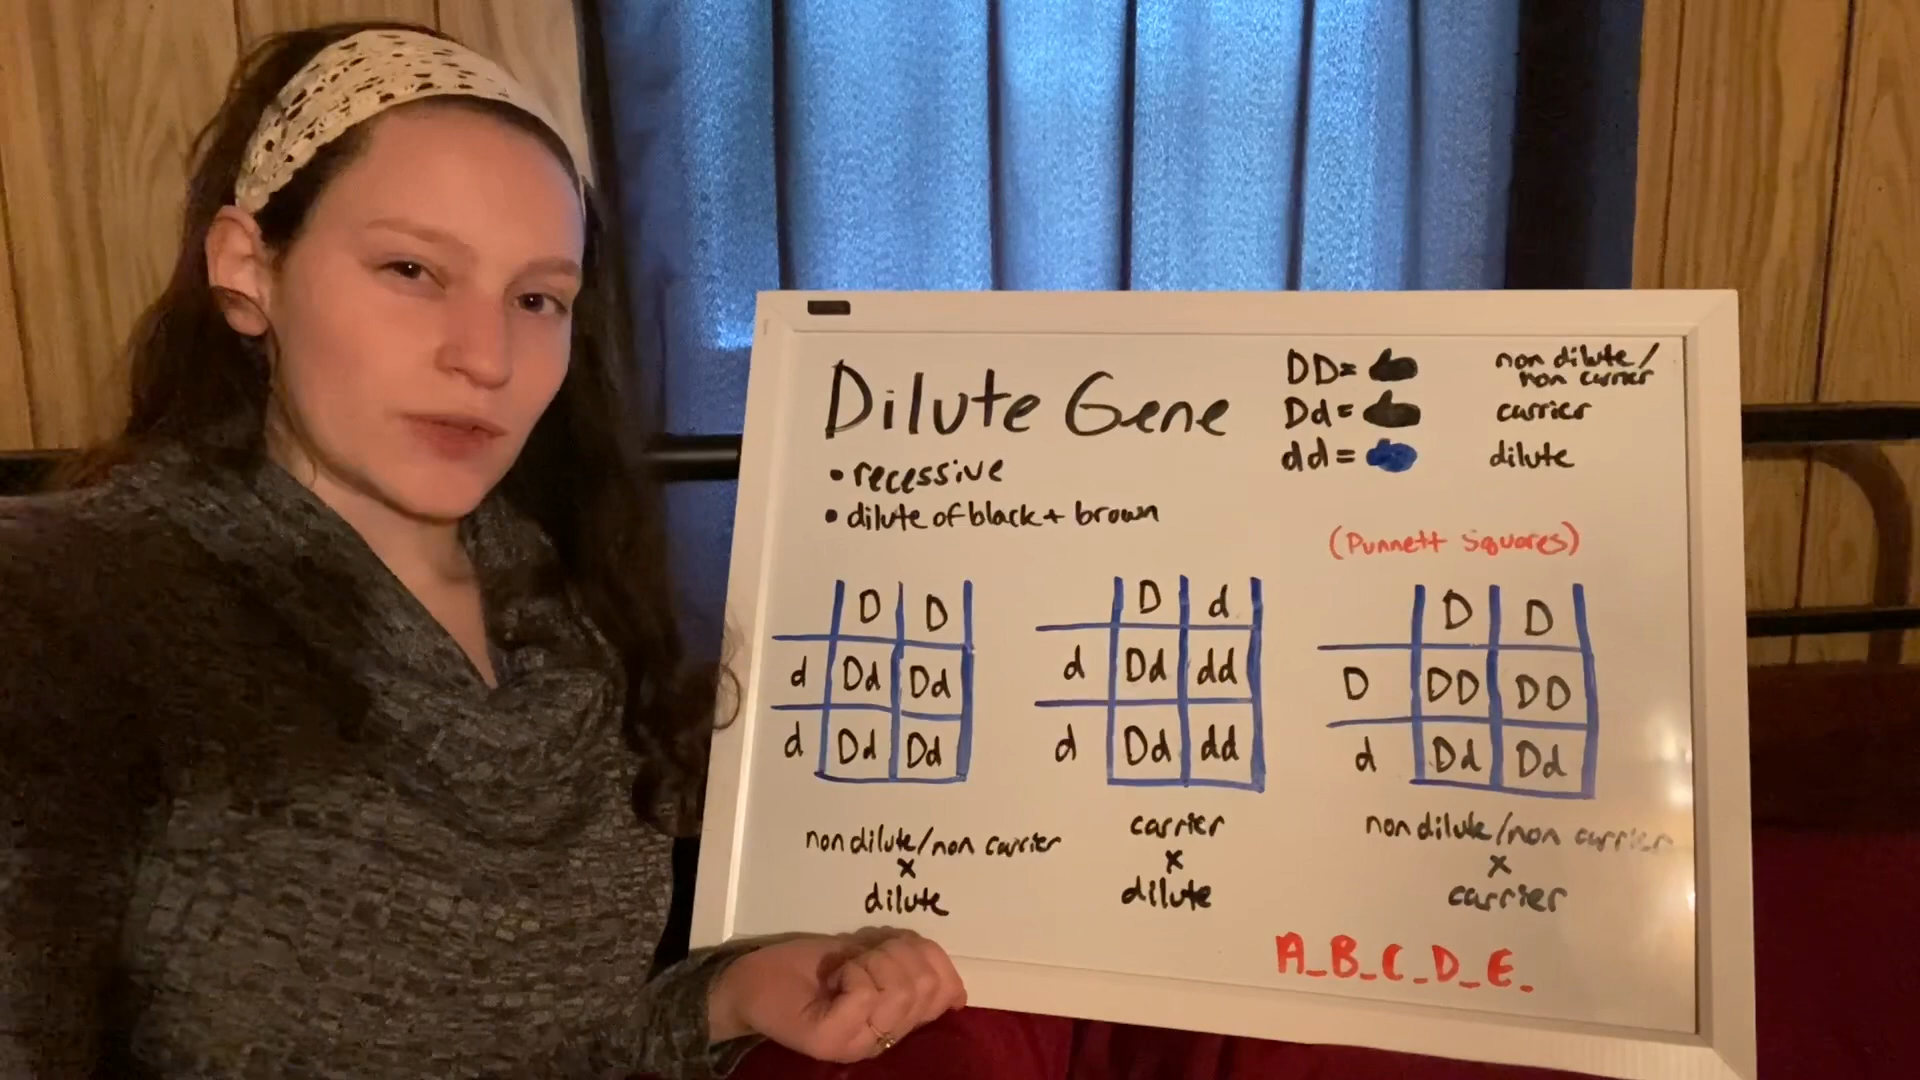 Dilute Gene
• recessive
• dilute of black + brown
DD= non dilute/
non carrier
Dd= carrier
dd= dilute
(Punnett Squares)
D D
d Dd Dd
d Dd Dd
non dilute/non carrier
x
dilute
D d
d Dd dd
d Dd dd
carrier
x
dilute
D D
D DD DD
d Dd Dd
non dilute/non carrier
x
carrier
A_B_C_D_E_